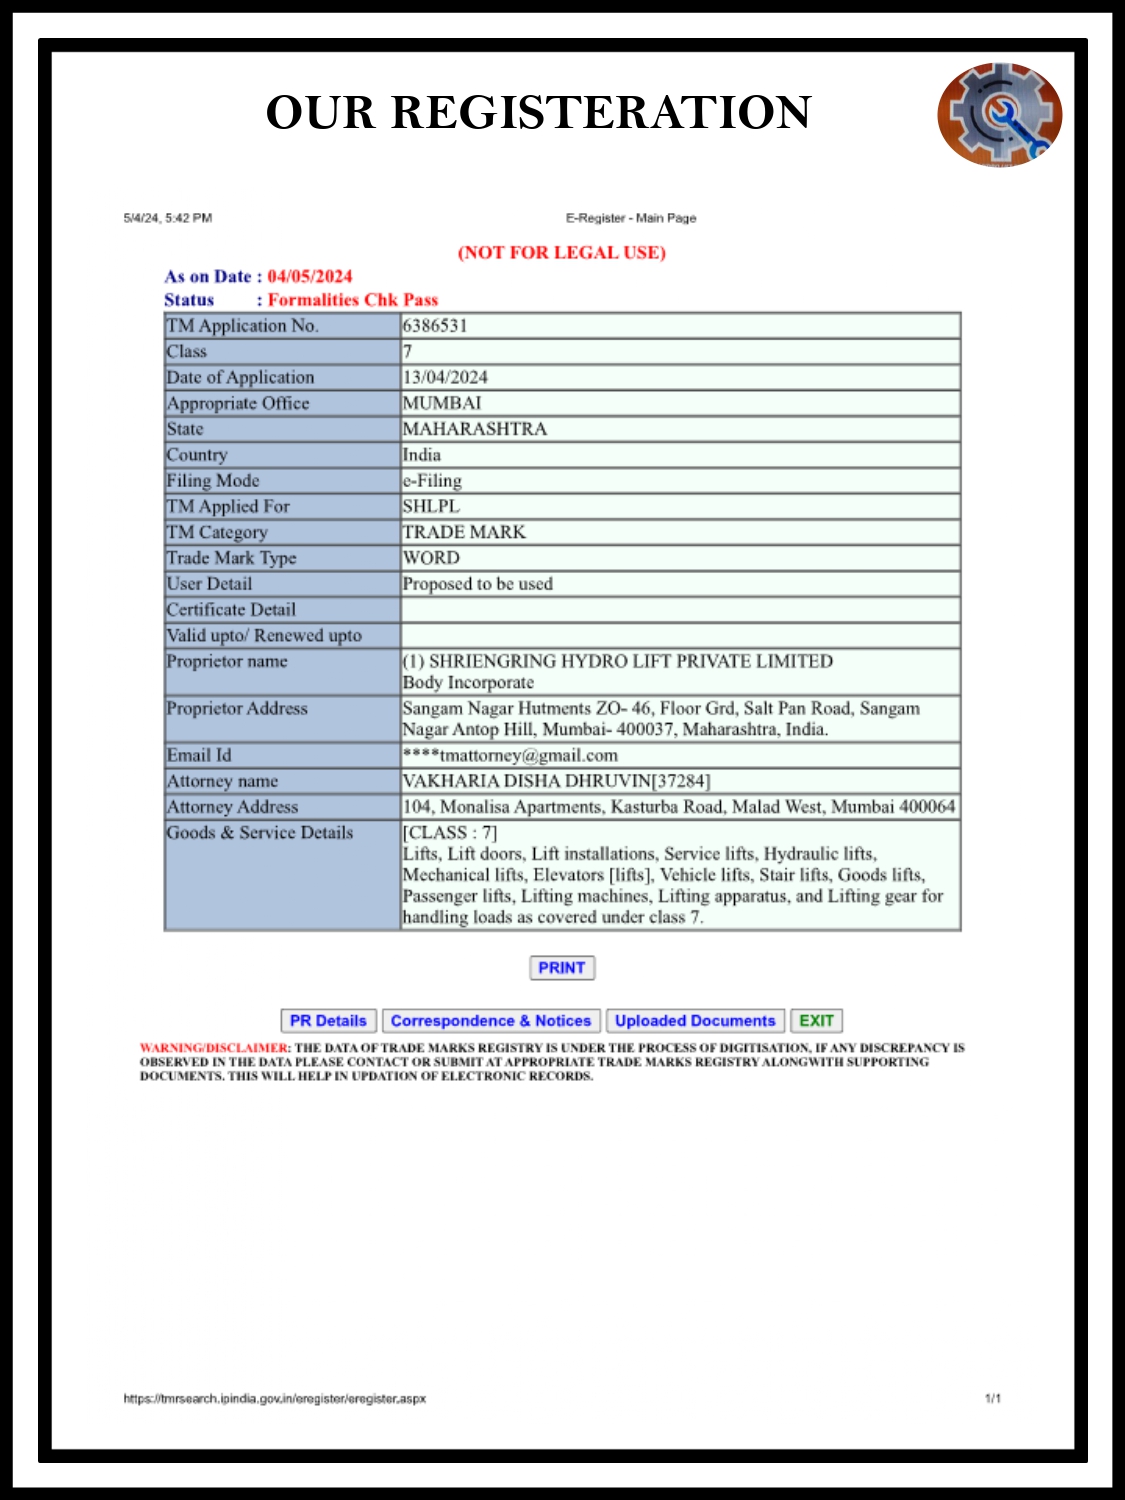 OUR REGISTERATION
5/4/24, 5:42 PM E-Register - Main Page
(NOT FOR LEGAL USE)
As on Date : 04/05/2024
Status : Formalities Chk Pass
TM Application No. 6386531
Class 7
Date of Application 13/04/2024
Appropriate Office MUMBAI
State MAHARASHTRA
Country India
Filing Mode e-Filing
TM Applied For SHLPL
TM Category TRADE MARK
Trade Mark Type WORD
User Detail Proposed to be used
Certificate Detail
Valid upto/ Renewed upto
Proprietor name (1) SHRIENGRING HYDRO LIFT PRIVATE LIMITED
Body Incorporate
Proprietor Address Sangam Nagar Hutments ZO- 46, Floor Grd, Salt Pan Road, Sangam
Nagar Antop Hill, Mumbai- 400037, Maharashtra, India.
Email Id ****tmattorney@gmail.com
Attorney name VAKHARIA DISHA DHRUVIN[37284]
Attorney Address 104, Monalisa Apartments, Kasturba Road, Malad West, Mumbai 400064
Goods & Service Details [CLASS : 7]
Lifts, Lift doors, Lift installations, Service lifts, Hydraulic lifts,
Mechanical lifts, Elevators [lifts], Vehicle lifts, Stair lifts, Goods lifts,
Passenger lifts, Lifting machines, Lifting apparatus, and Lifting gear for
handling loads as covered under class 7.
PRINT
PR Details Correspondence & Notices Uploaded Documents EXIT
WARNING/DISCLAIMER: THE DATA OF TRADE MARKS REGISTRY IS UNDER THE PROCESS OF DIGITISATION, IF ANY DISCREPANCY IS
OBSERVED IN THE DATA PLEASE CONTACT OR SUBMIT AT APPROPRIATE TRADE MARKS REGISTRY ALONGWITH SUPPORTING
DOCUMENTS. THIS WILL HELP IN UPDATION OF ELECTRONIC RECORDS.
https://tmrsearch.ipindia.gov.in/eregister/eregister.aspx 1/1